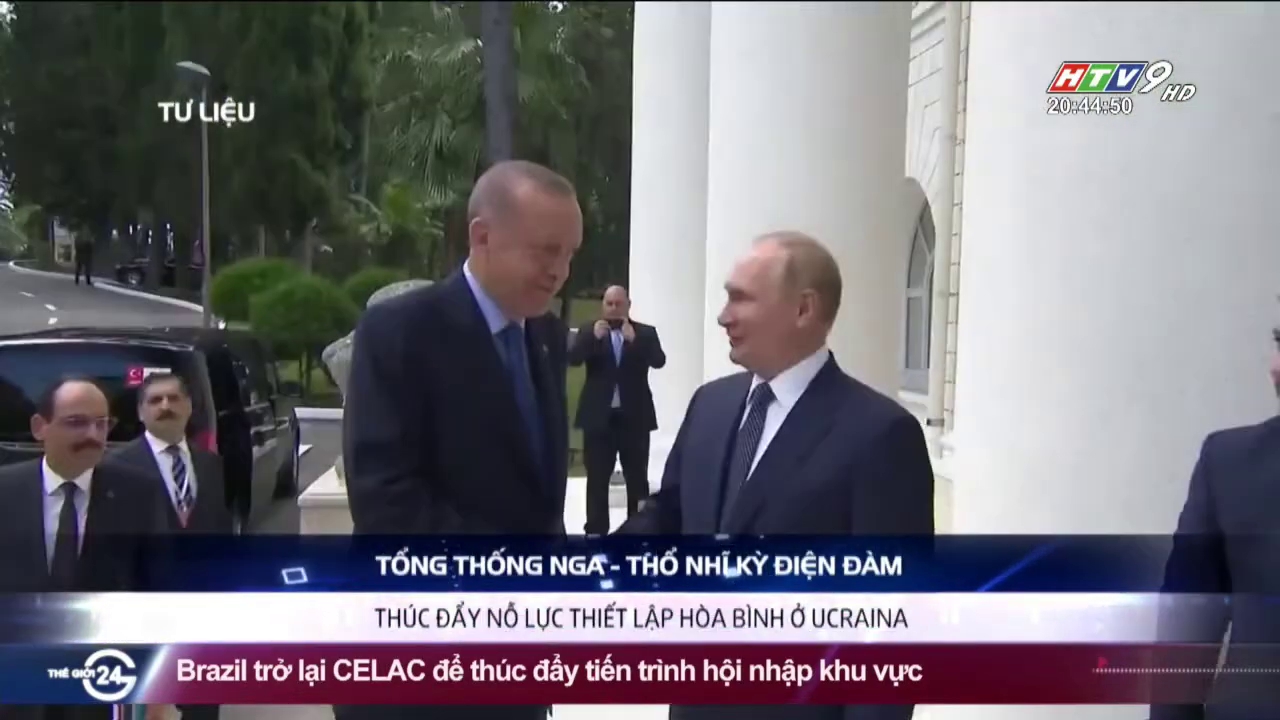 TƯ LIỆU
HTV9 HD
20:44:50
TỔNG THỐNG NGA - THỔ NHĨ KỲ ĐIỆN ĐÀM
THÚC ĐẨY NỖ LỰC THIẾT LẬP HÒA BÌNH Ở UCRAINA
THẾ GIỚI 24G
Brazil trở lại CELAC để thúc đẩy tiến trình hội nhập khu vực